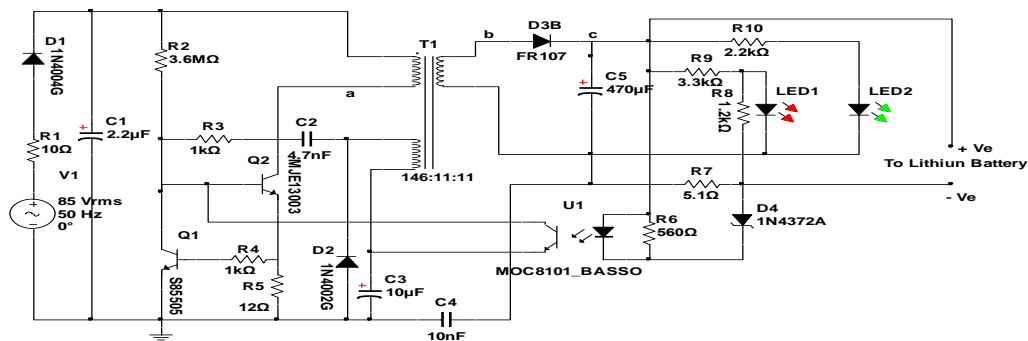 D1
1N4004G
R1
10Ω
V1
85 Vrms
50 Hz
0°
C1
2.2µF
R2
3.6MΩ
R3
1kΩ
C2
4.7nF
Q2
MJE13003
Q1
S85505
R4
1kΩ
R5
12Ω
D2
1N4002G
C3
10µF
C4
10nF
a
T1
146:11:11
b
D3B
FR107
c
C5
470µF
R10
2.2kΩ
R9
3.3kΩ
R8
1.2kΩ
LED1
LED2
+ Ve
To Lithiun Battery
- Ve
R7
5.1Ω
U1
MOC8101_BASSO
R6
560Ω
D4
1N4372A